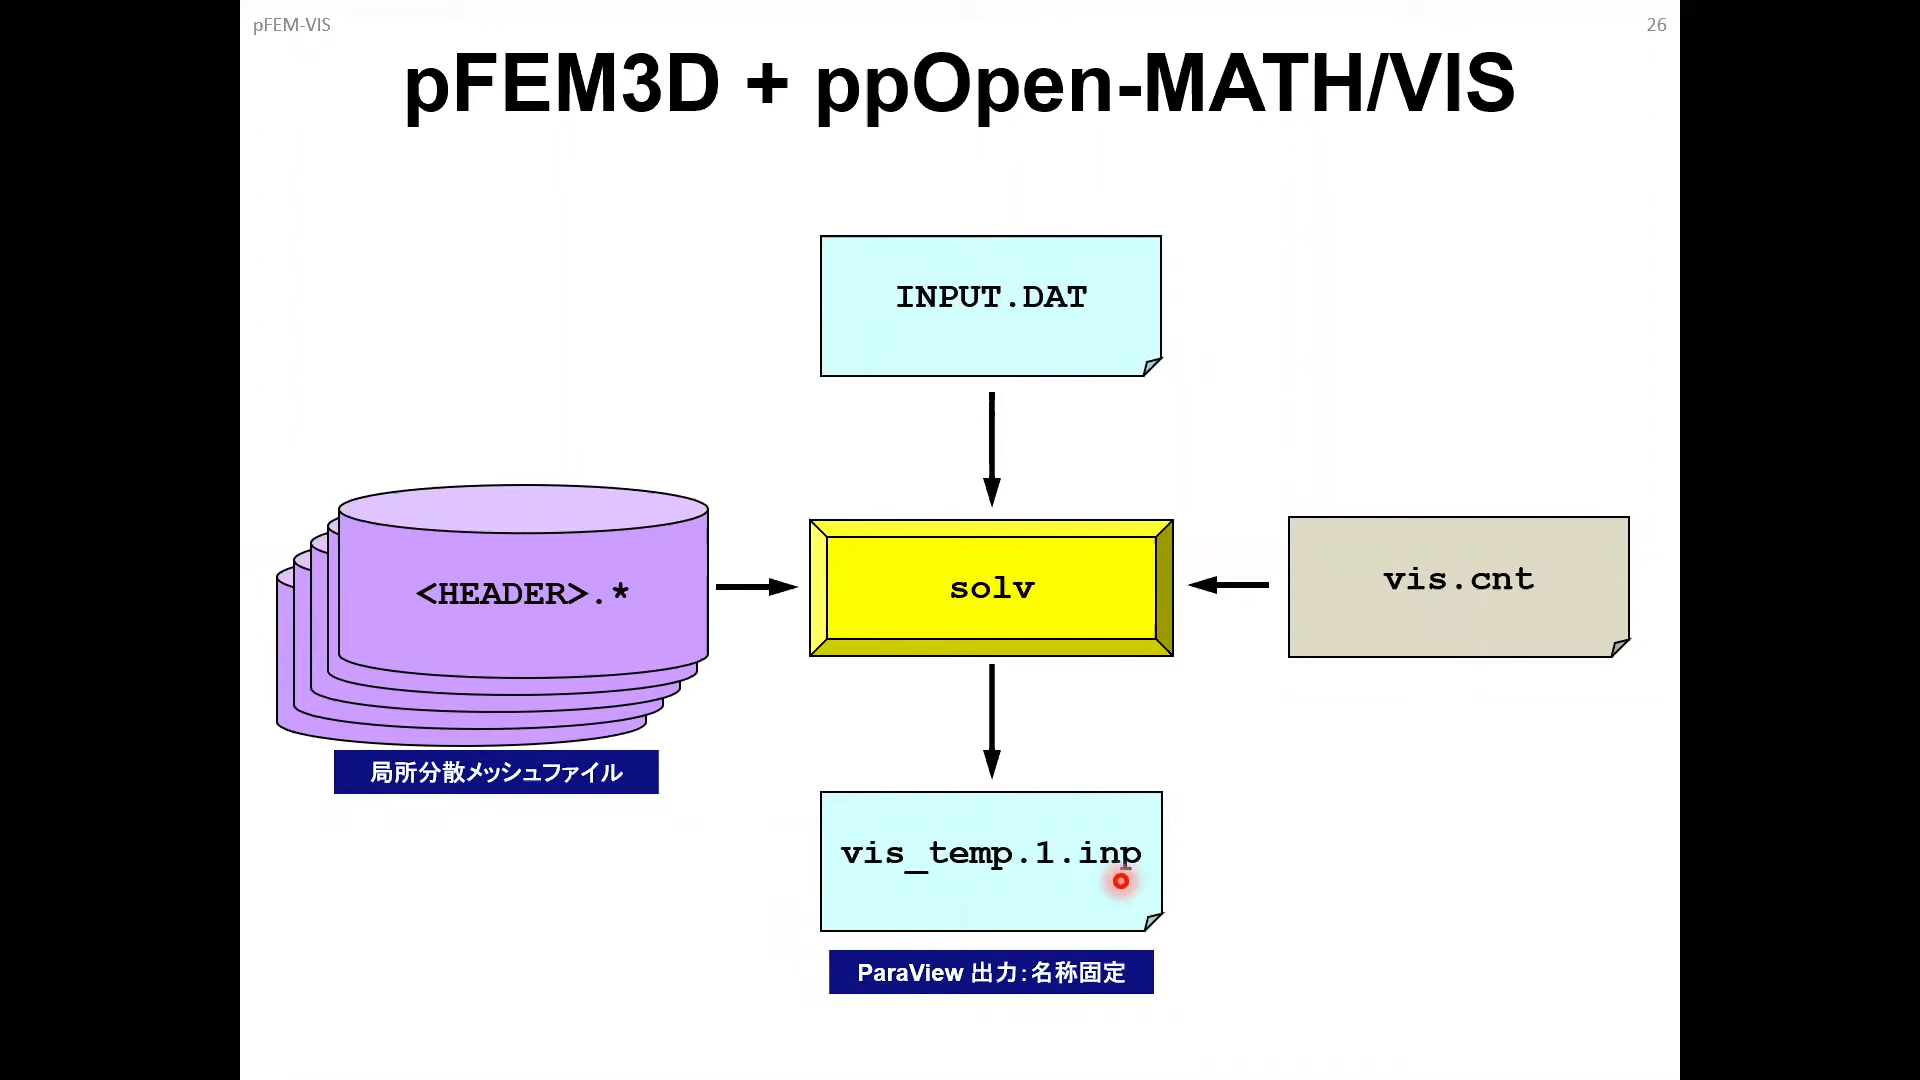 pFEM-VIS
26
pFEM3D + ppOpen-MATH/VIS
INPUT.DAT
<HEADER>.*
solv
vis.cnt
局所分散メッシュファイル
vis_temp.1.inp
ParaView 出力：名称固定